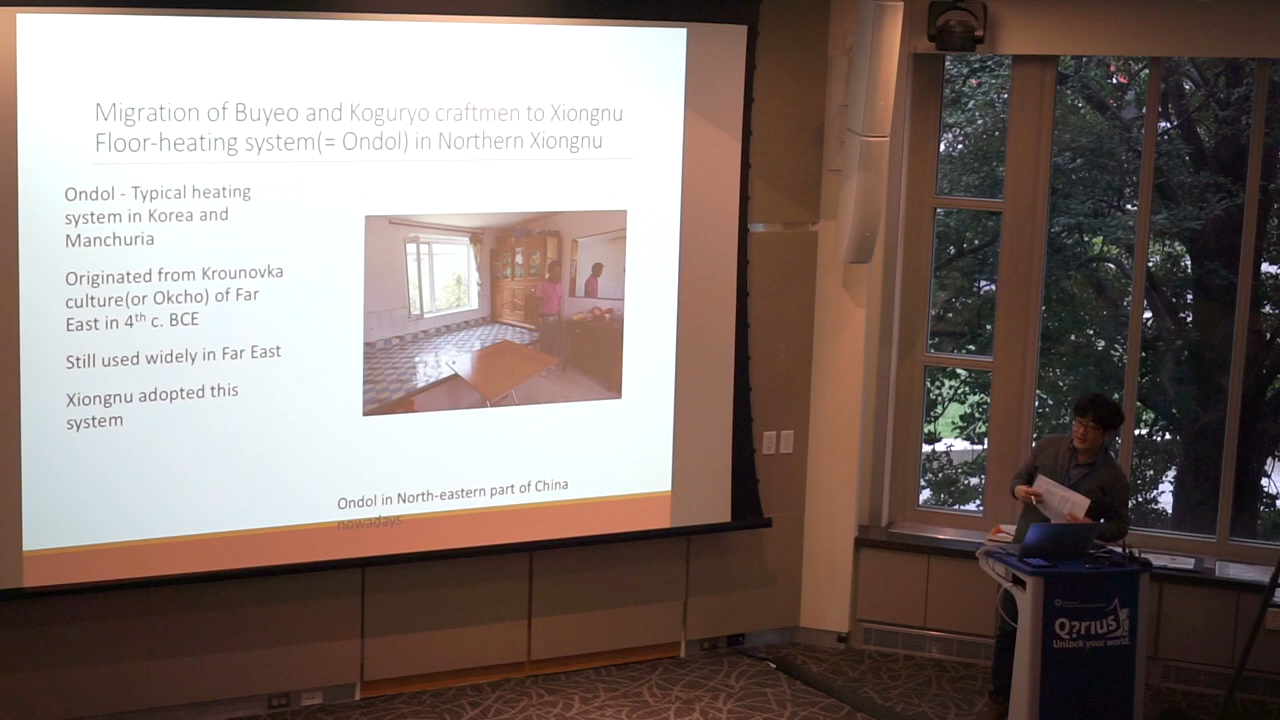 Migration of Buyeo and Koguryo craftmen to Xiongnu
Floor-heating system(= Ondol) in Northern Xiongnu
Ondol - Typical heating
system in Korea and
Manchuria
Originated from Krounovka
culture(or Okcho) of Far
East in 4th c. BCE
Still used widely in Far East
Xiongnu adopted this
system
Ondol in North-eastern part of China
nowadays.
Q?rius
Unlock your world.